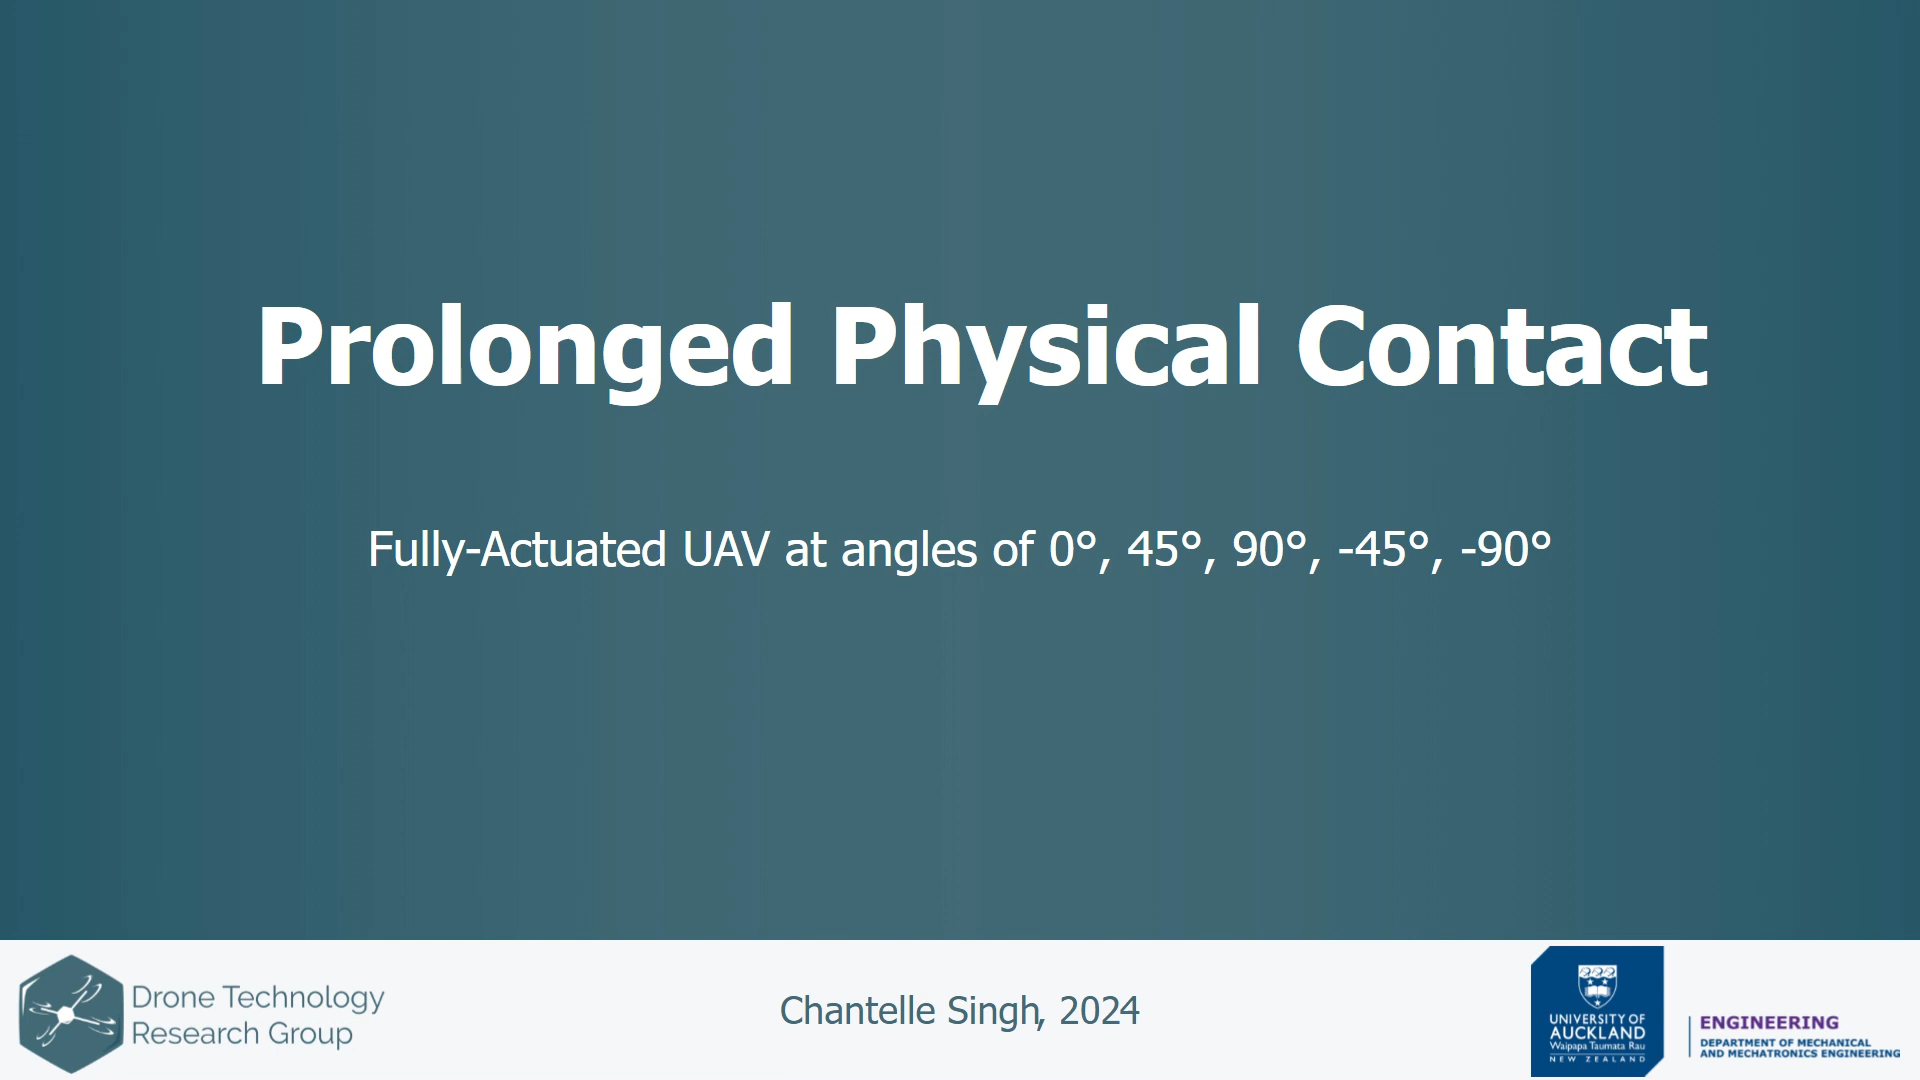 Prolonged Physical Contact
Fully-Actuated UAV at angles of 0°, 45°, 90°, -45°, -90°
Drone Technology
Research Group
Chantelle Singh, 2024
UNIVERSITY OF
AUCKLAND
Waipapa Taumata Rau
NEW ZEALAND
ENGINEERING
DEPARTMENT OF MECHANICAL
AND MECHATRONICS ENGINEERING